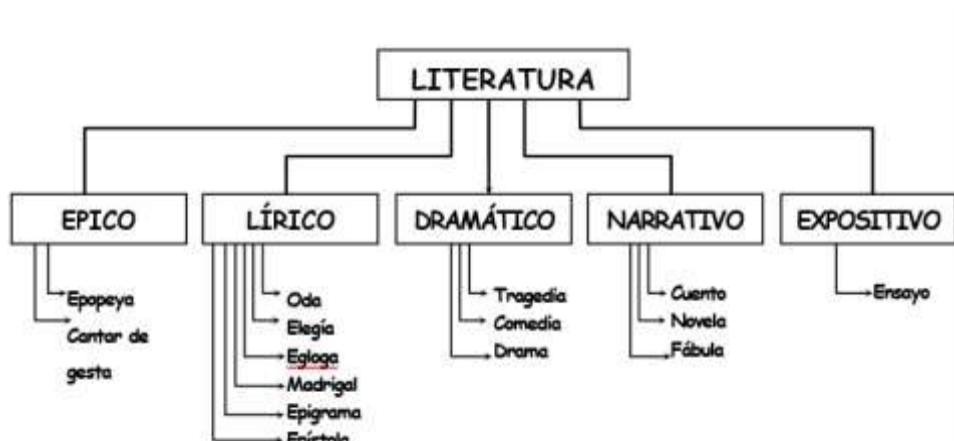 LITERATURA
EPICO
LÍRICO
DRAMÁTICO
NARRATIVO
EXPOSITIVO
Epopeya
Cantar de
gesta
Oda
Elegía
Egloga
Madrigal
Epigrama
Epístola
Tragedia
Comedia
Drama
Cuento
Novela
Fábula
Ensayo